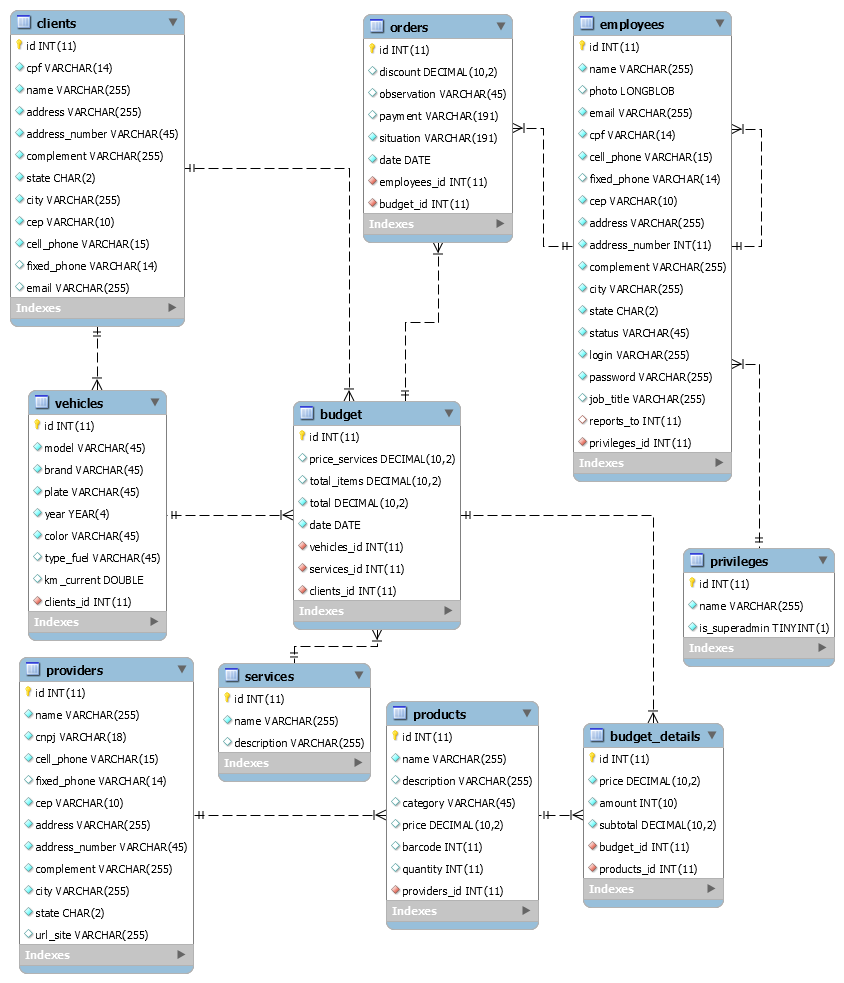 clients
id INT(11)
cpf VARCHAR(14)
name VARCHAR(255)
address VARCHAR(255)
address_number VARCHAR(45)
complement VARCHAR(255)
state CHAR(2)
city VARCHAR(255)
cep VARCHAR(10)
cell_phone VARCHAR(15)
fixed_phone VARCHAR(14)
email VARCHAR(255)
Indexes
orders
id INT(11)
discount DECIMAL(10,2)
observation VARCHAR(45)
payment VARCHAR(191)
situation VARCHAR(191)
date DATE
employees_id INT(11)
budget_id INT(11)
Indexes
employees
id INT(11)
name VARCHAR(255)
photo LONGBLOB
email VARCHAR(255)
cpf VARCHAR(14)
cell_phone VARCHAR(15)
fixed_phone VARCHAR(14)
cep VARCHAR(10)
address VARCHAR(255)
address_number INT(11)
complement VARCHAR(255)
city VARCHAR(255)
state CHAR(2)
status VARCHAR(45)
login VARCHAR(255)
password VARCHAR(255)
job_title VARCHAR(255)
reports_to INT(11)
privileges_id INT(11)
Indexes
vehicles
id INT(11)
model VARCHAR(45)
brand VARCHAR(45)
plate VARCHAR(45)
year YEAR(4)
color VARCHAR(45)
type_fuel VARCHAR(45)
km_current DOUBLE
clients_id INT(11)
Indexes
budget
id INT(11)
price_services DECIMAL(10,2)
total_items DECIMAL(10,2)
total DECIMAL(10,2)
date DATE
vehicles_id INT(11)
services_id INT(11)
clients_id INT(11)
Indexes
privileges
id INT(11)
name VARCHAR(255)
is_superadmin TINYINT(1)
Indexes
providers
id INT(11)
name VARCHAR(255)
cnpj VARCHAR(18)
cell_phone VARCHAR(15)
fixed_phone VARCHAR(14)
cep VARCHAR(10)
address VARCHAR(255)
address_number VARCHAR(45)
complement VARCHAR(255)
city VARCHAR(255)
state CHAR(2)
url_site VARCHAR(255)
Indexes
services
id INT(11)
name VARCHAR(255)
description VARCHAR(255)
Indexes
products
id INT(11)
name VARCHAR(255)
description VARCHAR(255)
category VARCHAR(45)
price DECIMAL(10,2)
barcode INT(11)
quantity INT(11)
providers_id INT(11)
Indexes
budget_details
id INT(11)
price DECIMAL(10,2)
amount INT(10)
subtotal DECIMAL(10,2)
budget_id INT(11)
products_id INT(11)
Indexes